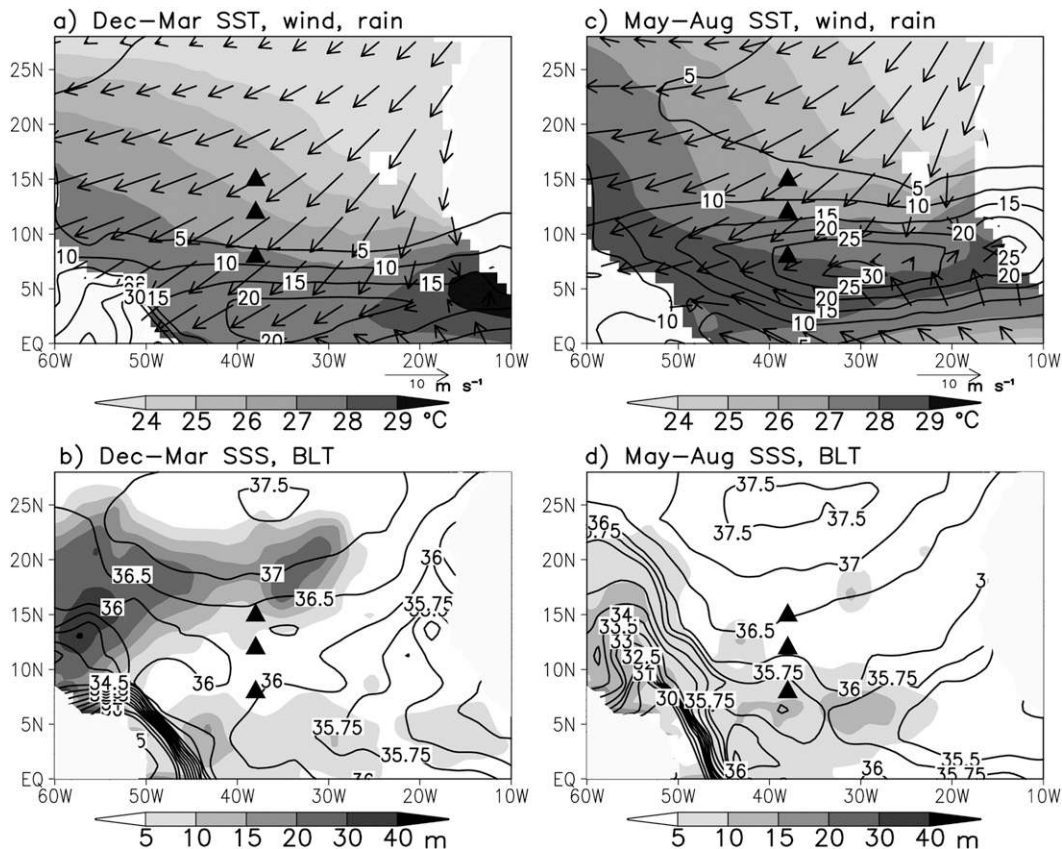 a) Dec–Mar SST, wind, rain
c) May–Aug SST, wind, rain
25N
20N
15N
10N
5N
EQ
60W 50W 40W 30W 20W 10W
5
5
10
10
15
15
20
20
30
15
10
10 m s⁻¹
24 25 26 27 28 29 °C
25N
20N
15N
10N
5N
EQ
60W 50W 40W 30W 20W 10W
5
5
10
10
15
15
20
20
25
25
30
25
20
20
15
10
10
10 m s⁻¹
24 25 26 27 28 29 °C
b) Dec–Mar SSS, BLT
d) May–Aug SSS, BLT
25N
20N
15N
10N
5N
EQ
60W 50W 40W 30W 20W 10W
37.5
36.5
37
36
36
36.5
35.75
34.5
36
36
35.75
35.75
36
5 10 15 20 30 40 m
25N
20N
15N
10N
5N
EQ
60W 50W 40W 30W 20W 10W
36
37.5
37.5
37
34
33.5
33
32.5
31
30
36.5
35.75
36
35.75
35.75
35.5
35.75
36
36
5 10 15 20 30 40 m